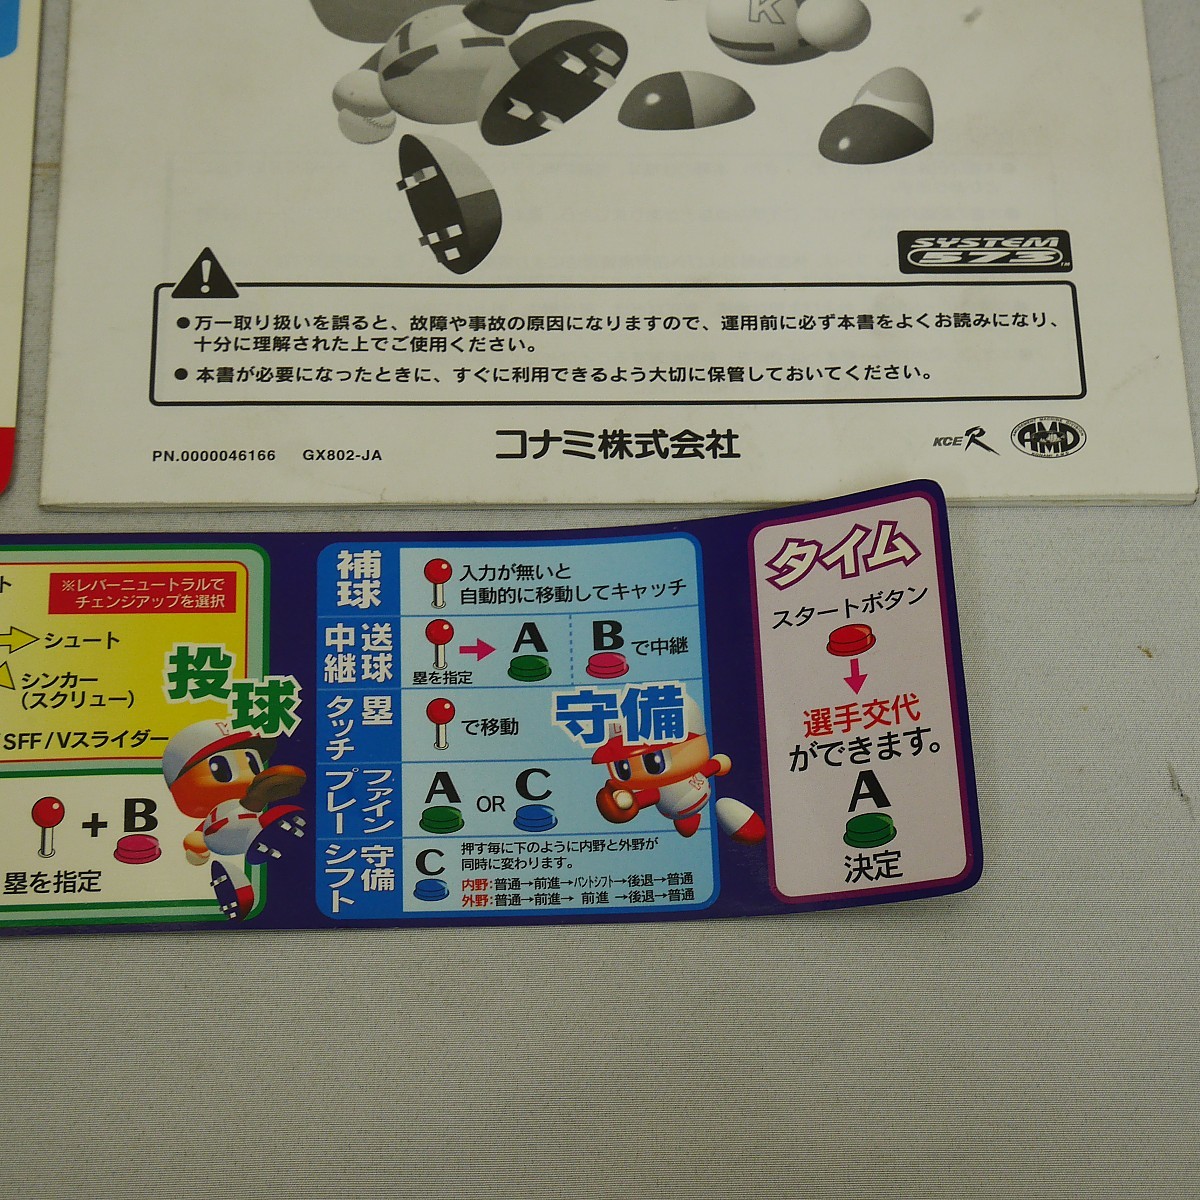 K
SYSTEM
573
TM
!
●万一取り扱いを誤ると、故障や事故の原因になりますので、運用前に必ず本書をよくお読みになり、
十分に理解された上でご使用ください。
●本書が必要になったときに、すぐに利用できるよう大切に保管しておいてください。
PN.0000046166 GX802-JA
コナミ株式会社
KCE R
AMD
ト
※レバーニュートラルで
チェンジアップを選択
シュート
シンカー
(スクリュー)
SFF/Vスライダー
投球
+ B
塁を指定
補球
入力が無いと
自動的に移動してキャッチ
送球
中継
塁を指定
A
B
で中継
塁
タッチ
で移動
守備
ファイン
プレー
A OR C
守備
シフト
C
押す毎に下のように内野と外野が
同時に変わります。
内野:普通→前進→バントシフト→後退→普通
外野:普通→前進→ 前進 →後退→普通
タイム
スタートボタン
選手交代
ができます。
A
決定